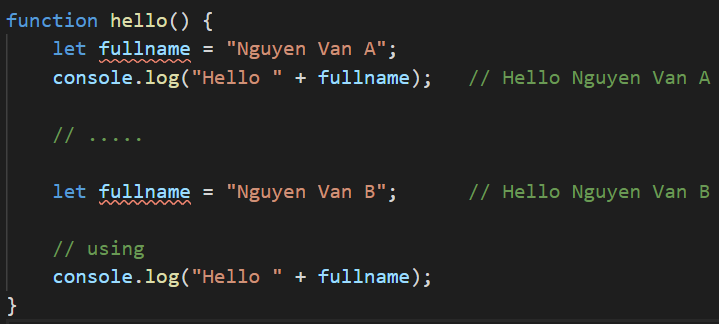 function hello() {
let fullname = "Nguyen Van A";
console.log("Hello " + fullname); // Hello Nguyen Van A
// .....
let fullname = "Nguyen Van B"; // Hello Nguyen Van B
// using
console.log("Hello " + fullname);
}